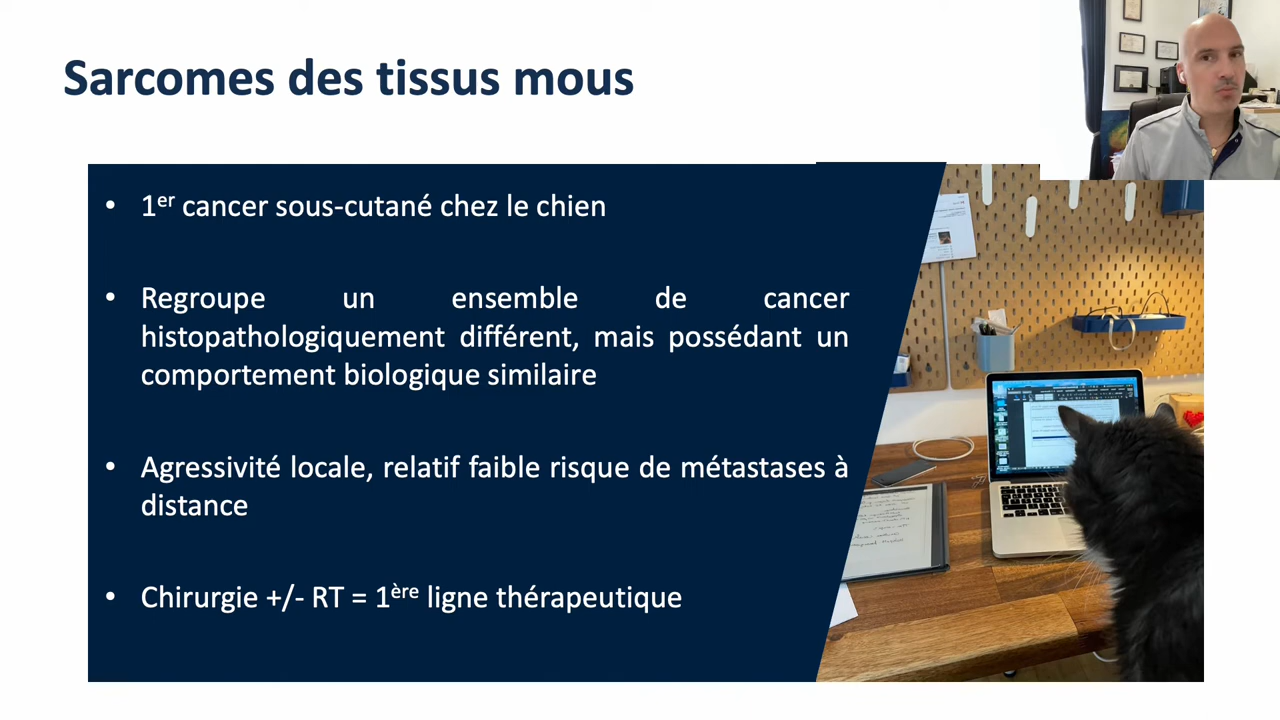 Sarcomes des tissus mous
• 1er cancer sous-cutané chez le chien
• Regroupe un ensemble de cancer
histopathologiquement différent, mais possédant un
comportement biologique similaire
• Agressivité locale, relatif faible risque de métastases à
distance
• Chirurgie +/- RT = 1ère ligne thérapeutique